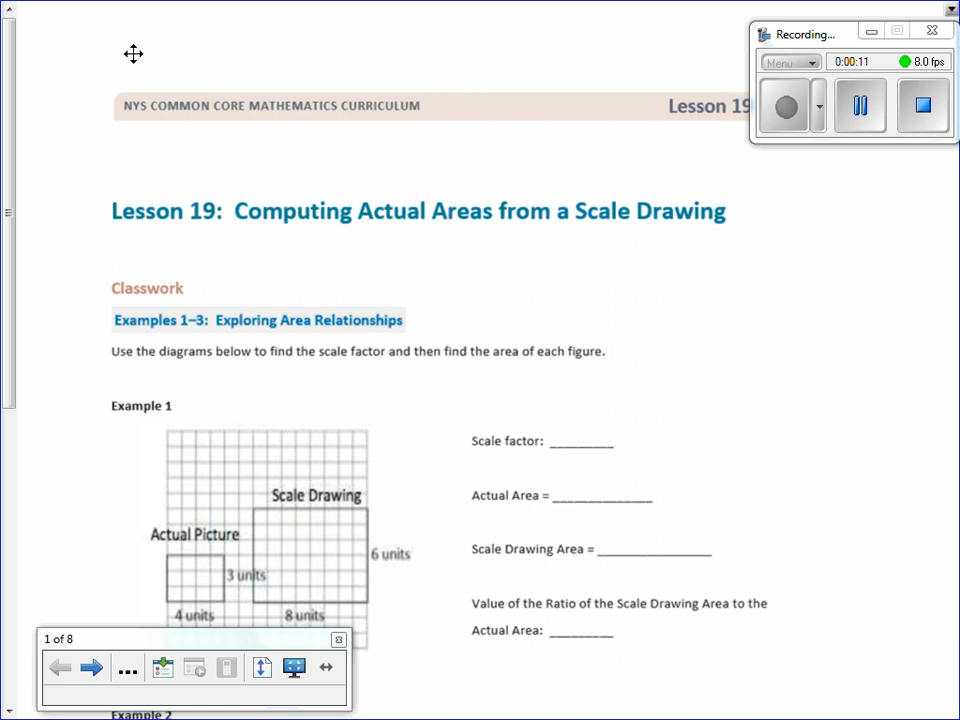 Recording...
Menu
0:00:11
8.0 fps
NYS COMMON CORE MATHEMATICS CURRICULUM
Lesson 19
Lesson 19: Computing Actual Areas from a Scale Drawing
Classwork
Examples 1–3: Exploring Area Relationships
Use the diagrams below to find the scale factor and then find the area of each figure.
Example 1
Scale Drawing
Actual Picture
6 units
3 units
4 units
8 units
Scale factor: _________
Actual Area = ______________
Scale Drawing Area = ________________
Value of the Ratio of the Scale Drawing Area to the
Actual Area: _________
1 of 8
...
Example 2